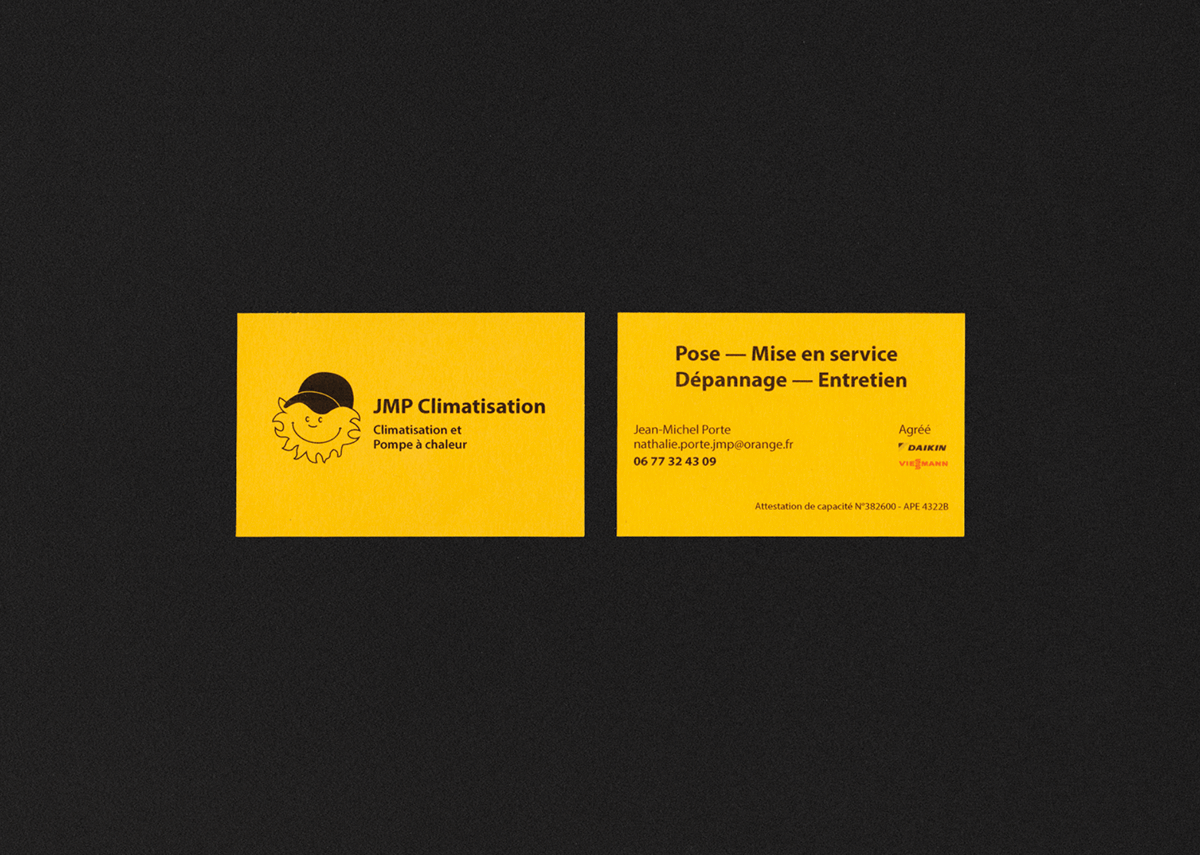 JMP Climatisation
Climatisation et
Pompe à chaleur
Pose — Mise en service
Dépannage — Entretien
Jean-Michel Porte
nathalie.porte.jmp@orange.fr
06 77 32 43 09
Agréé
DAIKIN
VIESMANN
Attestation de capacité N°382600 - APE 4322B